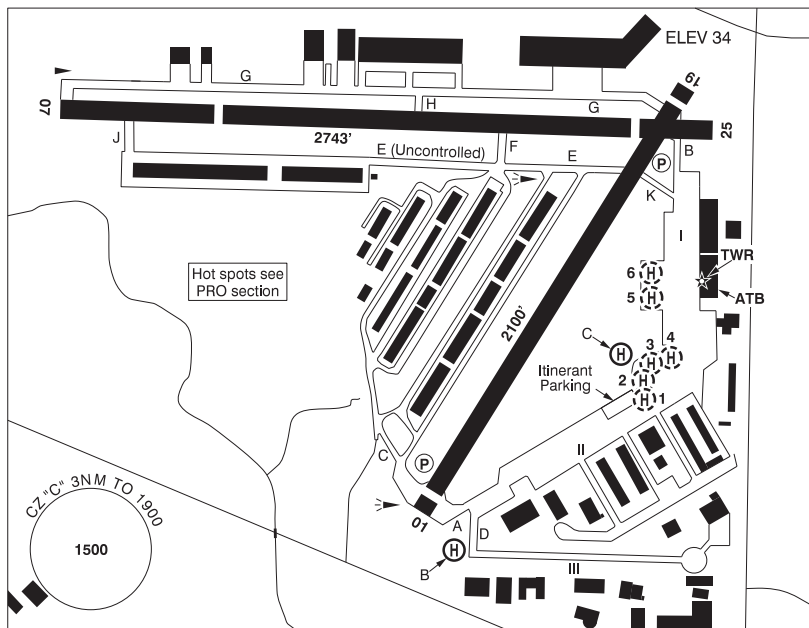 ELEV 34
G
19
07
H
G
2743'
25
J
E (Uncontrolled)
F
E
B
P
K
I
Hot spots see
PRO section
6
H
TWR
5
H
ATB
2100'
C
H
3
H
4
H
Itinerant
Parking
2
H
H
1
II
C
P
CZ "C" 3NM TO 1900
1500
01
A
D
H
B
III